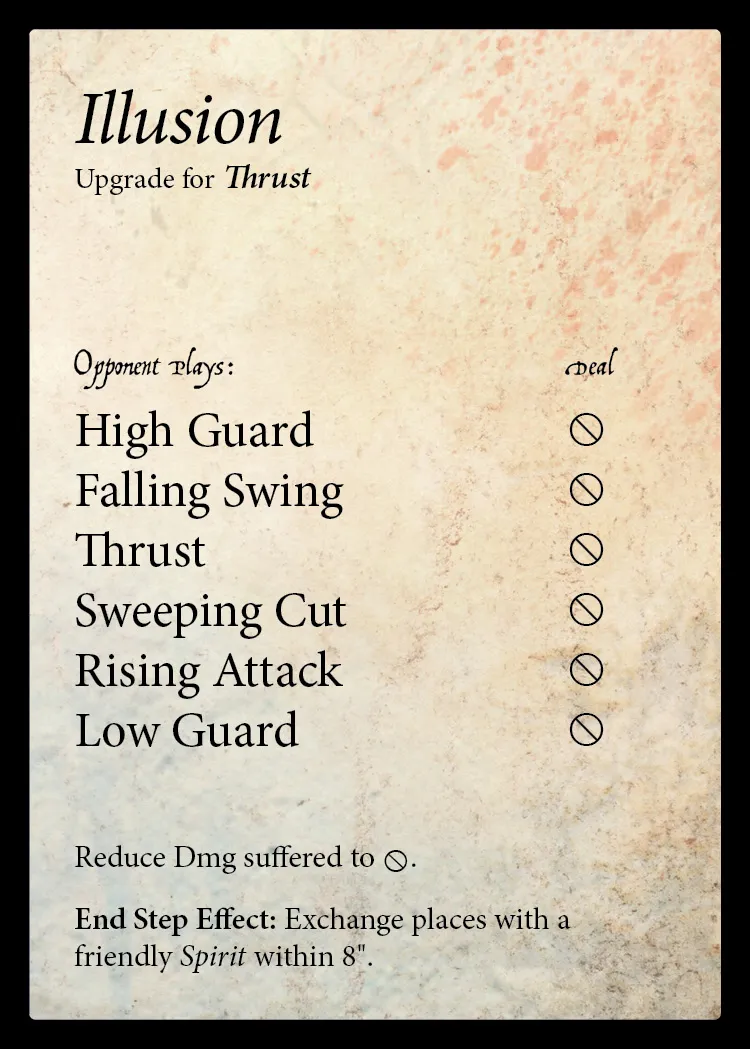 Illusion
Upgrade for Thrust
Opponent Plays: Deal
High Guard 🛇
Falling Swing 🛇
Thrust 🛇
Sweeping Cut 🛇
Rising Attack 🛇
Low Guard 🛇
Reduce Dmg suffered to 🛇.
End Step Effect: Exchange places with a
friendly Spirit within 8".